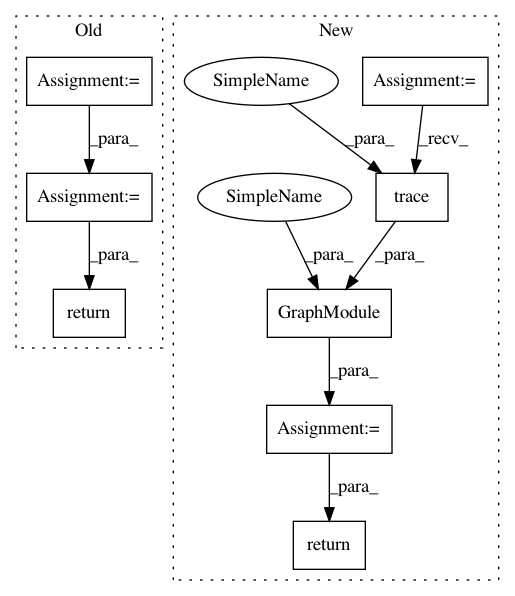 Old
New
Assignment:=
SimpleName
Assignment:=
_para_
_para_
_recv_
Assignment:=
SimpleName
trace
_para_
_para_
_para_
return
GraphModule
_para_
Assignment:=
_para_
return